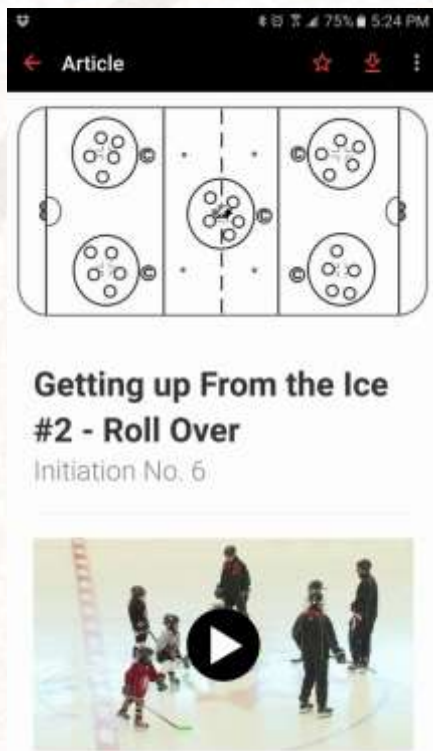 75% 5:24 PM
Article
© ©
©
© ©
Getting up From the Ice
#2 - Roll Over
Initiation No. 6